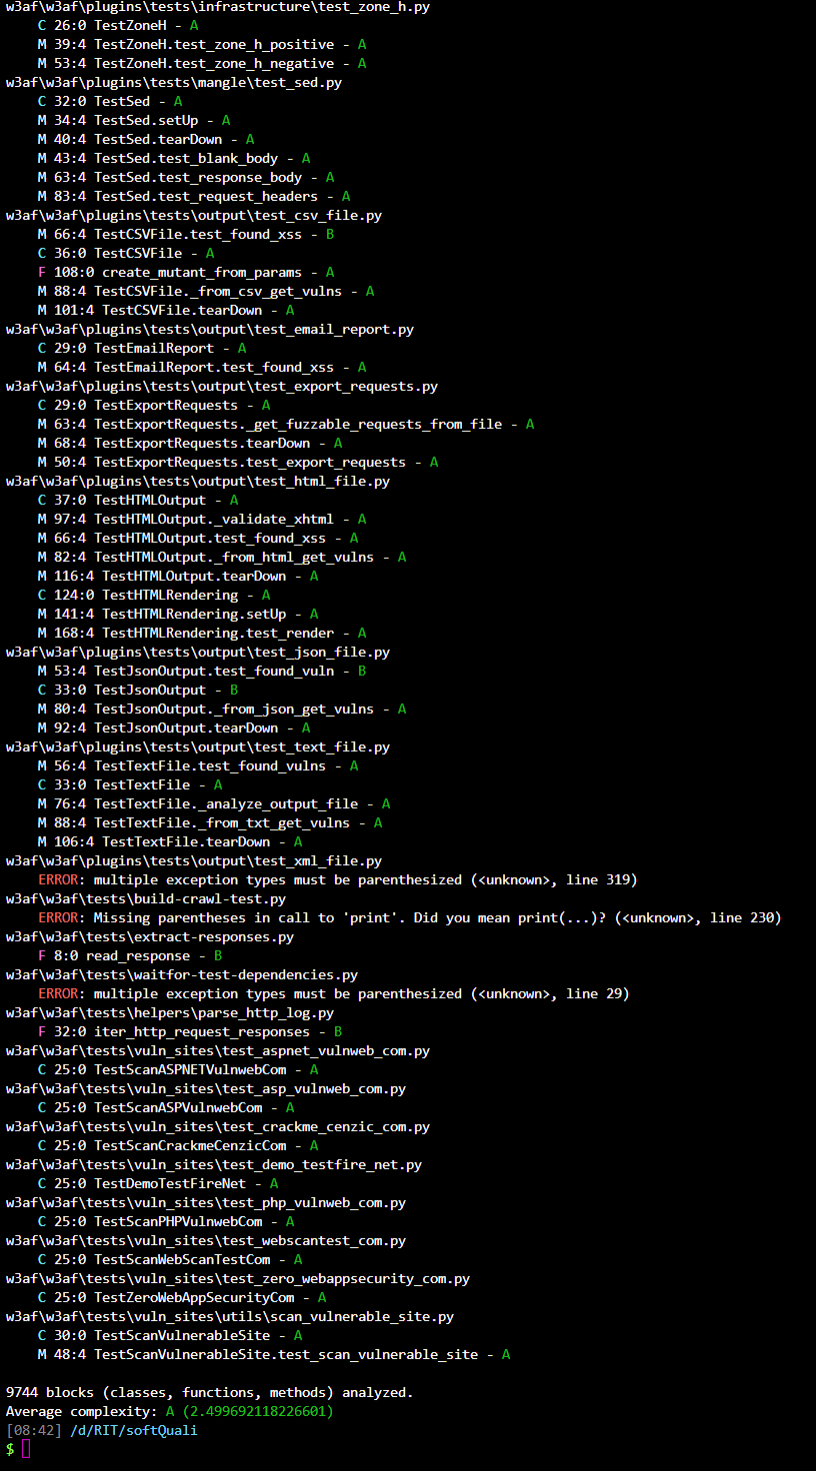 w3af\w3af\plugins\tests\infrastructure\test_zone_h.py
C 26:0 TestZoneH - A
M 39:4 TestZoneH.test_zone_h_positive - A
M 53:4 TestZoneH.test_zone_h_negative - A
w3af\w3af\plugins\tests\mangle\test_sed.py
C 32:0 TestSed - A
M 34:4 TestSed.setUp - A
M 40:4 TestSed.tearDown - A
M 43:4 TestSed.test_blank_body - A
M 63:4 TestSed.test_response_body - A
M 83:4 TestSed.test_request_headers - A
w3af\w3af\plugins\tests\output\test_csv_file.py
M 66:4 TestCSVFile.test_found_xss - B
C 36:0 TestCSVFile - A
F 108:0 create_mutant_from_params - A
M 88:4 TestCSVFile._from_csv_get_vulns - A
M 101:4 TestCSVFile.tearDown - A
w3af\w3af\plugins\tests\output\test_email_report.py
C 29:0 TestEmailReport - A
M 64:4 TestEmailReport.test_found_xss - A
w3af\w3af\plugins\tests\output\test_export_requests.py
C 29:0 TestExportRequests - A
M 63:4 TestExportRequests._get_fuzzable_requests_from_file - A
M 68:4 TestExportRequests.tearDown - A
M 50:4 TestExportRequests.test_export_requests - A
w3af\w3af\plugins\tests\output\test_html_file.py
C 37:0 TestHTMLOutput - A
M 97:4 TestHTMLOutput._validate_xhtml - A
M 66:4 TestHTMLOutput.test_found_xss - A
M 82:4 TestHTMLOutput._from_html_get_vulns - A
M 116:4 TestHTMLOutput.tearDown - A
C 124:0 TestHTMLRendering - A
M 141:4 TestHTMLRendering.setUp - A
M 168:4 TestHTMLRendering.test_render - A
w3af\w3af\plugins\tests\output\test_json_file.py
M 53:4 TestJsonOutput.test_found_vuln - B
C 33:0 TestJsonOutput - B
M 80:4 TestJsonOutput._from_json_get_vulns - A
M 92:4 TestJsonOutput.tearDown - A
w3af\w3af\plugins\tests\output\test_text_file.py
M 56:4 TestTextFile.test_found_vulns - A
C 33:0 TestTextFile - A
M 76:4 TestTextFile._analyze_output_file - A
M 88:4 TestTextFile._from_txt_get_vulns - A
M 106:4 TestTextFile.tearDown - A
w3af\w3af\plugins\tests\output\test_xml_file.py
ERROR: multiple exception types must be parenthesized (<unknown>, line 319)
w3af\w3af\tests\build-crawl-test.py
ERROR: Missing parentheses in call to 'print'. Did you mean print(...)? (<unknown>, line 230)
w3af\w3af\tests\extract-responses.py
F 8:0 read_response - B
w3af\w3af\tests\waitfor-test-dependencies.py
ERROR: multiple exception types must be parenthesized (<unknown>, line 29)
w3af\w3af\tests\helpers\parse_http_log.py
F 32:0 iter_http_request_responses - B
w3af\w3af\tests\vuln_sites\test_aspnet_vulnweb_com.py
C 25:0 TestScanASPNETVulnwebCom - A
w3af\w3af\tests\vuln_sites\test_asp_vulnweb_com.py
C 25:0 TestScanASPVulnwebCom - A
w3af\w3af\tests\vuln_sites\test_crackme_cenzic_com.py
C 25:0 TestScanCrackmeCenzicCom - A
w3af\w3af\tests\vuln_sites\test_demo_testfire_net.py
C 25:0 TestDemoTestFireNet - A
w3af\w3af\tests\vuln_sites\test_php_vulnweb_com.py
C 25:0 TestScanPHPVulnwebCom - A
w3af\w3af\tests\vuln_sites\test_webscantest_com.py
C 25:0 TestScanWebScanTestCom - A
w3af\w3af\tests\vuln_sites\test_zero_webappsecurity_com.py
C 25:0 TestZeroWebAppSecurityCom - A
w3af\w3af\tests\vuln_sites\utils\scan_vulnerable_site.py
C 30:0 TestScanVulnerableSite - A
M 48:4 TestScanVulnerableSite.test_scan_vulnerable_site - A
9744 blocks (classes, functions, methods) analyzed.
Average complexity: A (2.499692118226601)
[08:42] /d/RIT/softQuali
$